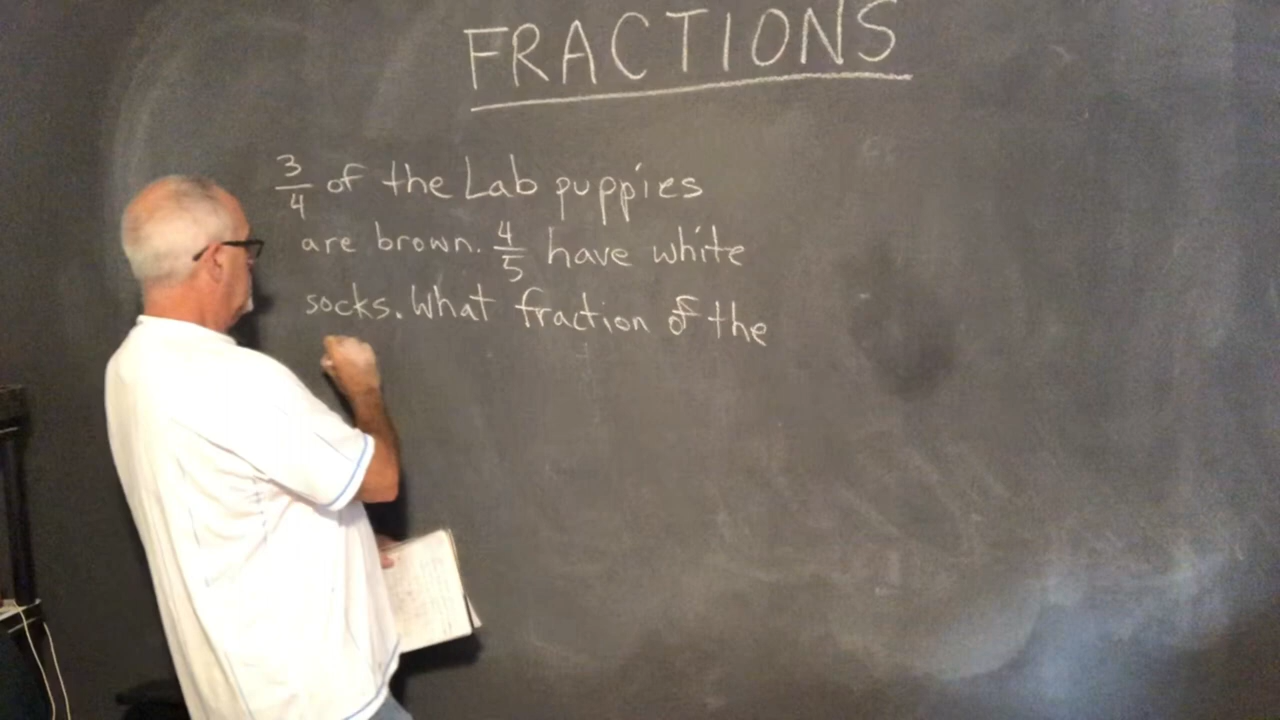 FRACTIONS
3/4 of the Lab puppies
are brown. 4/5 have white
socks. What fraction of the